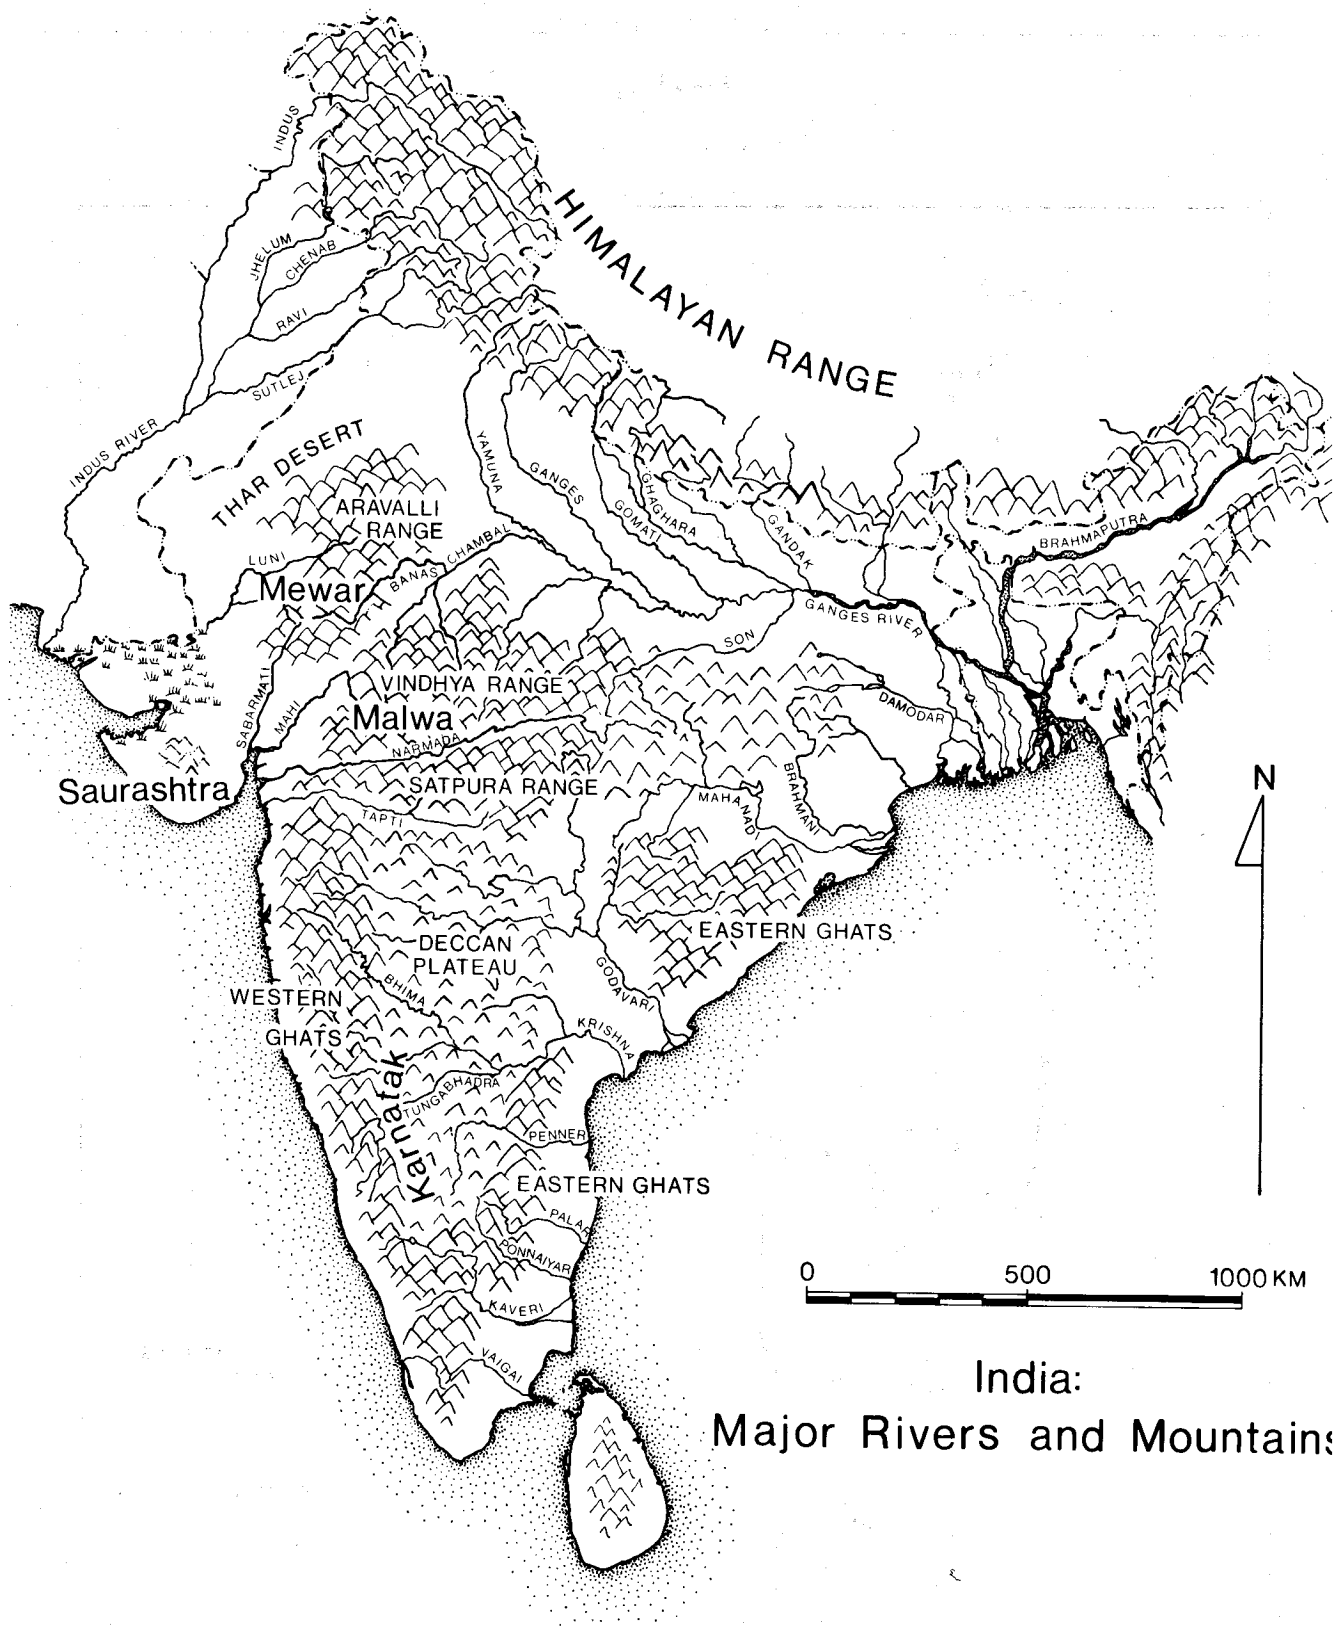 INDUS
HIMALAYAN RANGE
JHELUM
CHENAB
RAVI
SUTLEJ
INDUS RIVER
THAR DESERT
YAMUNA
GANGES
GHAGHARA
GOMATI
GANDAK
BRAHMAPUTRA
ARAVALLI
RANGE
LUNI
Mewar
BANAS
CHAMBAL
GANGES RIVER
SON
SABARMATI
MAHI
VINDHYA RANGE
Malwa
NARMADA
DAMODAR
Saurashtra
SATPURA RANGE
TAPTI
MAHANADI
BRAHMANI
N
EASTERN GHATS
DECCAN
PLATEAU
GODAVARI
BHIMA
WESTERN
GHATS
KRISHNA
Karnatak
TUNGABHADRA
PENNER
EASTERN GHATS
PALAR
PONNAIYAR
KAVERI
VAIGAI
0 500 1000 KM
India:
Major Rivers and Mountains